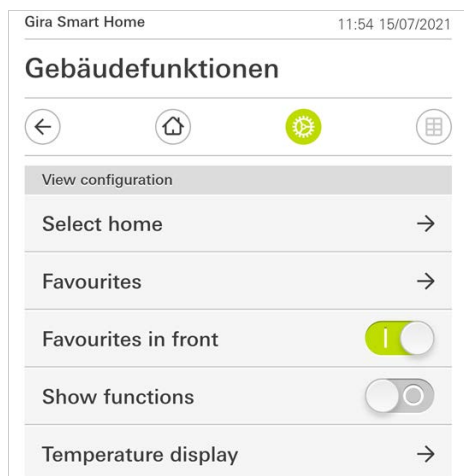 Gira Smart Home 11:54 15/07/2021
Gebäudefunktionen
View configuration
Select home
Favourites
Favourites in front
Show functions
Temperature display